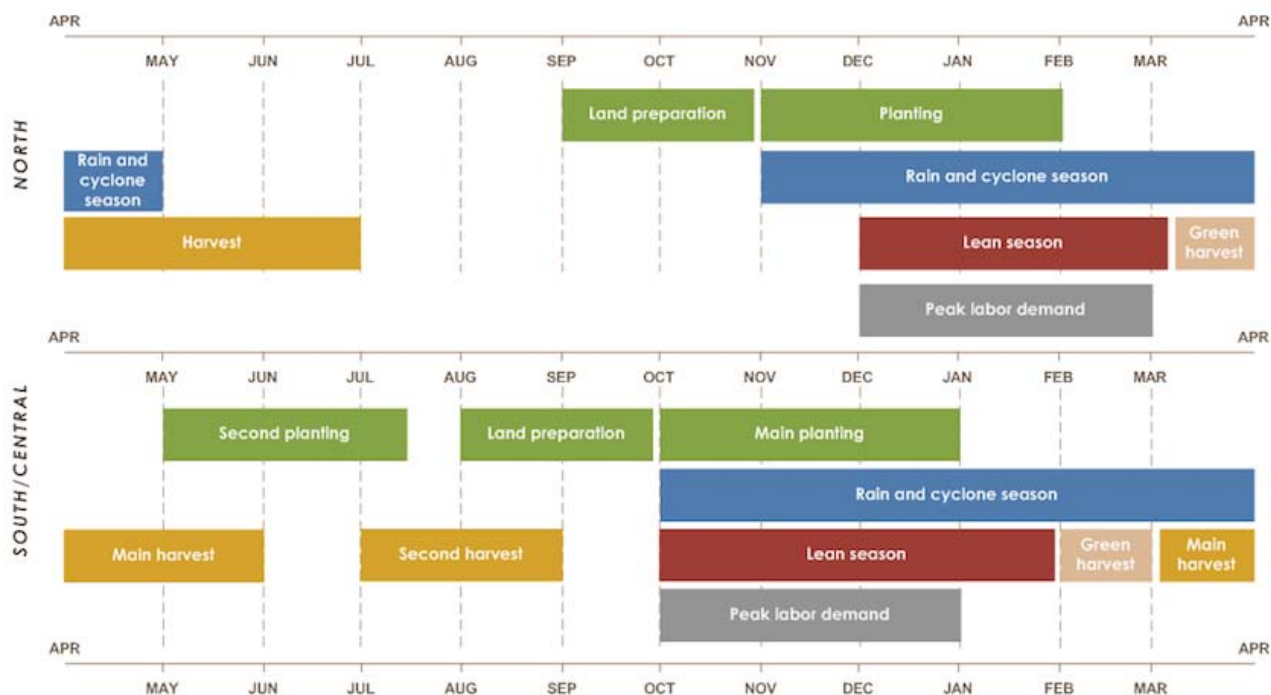 APR APR
MAY JUN JUL AUG SEP OCT NOV DEC JAN FEB MAR
NORTH
Land preparation Planting
Rain and
cyclone
season
Rain and cyclone season
Harvest Lean season
Green
harvest
Peak labor demand
APR APR
MAY JUN JUL AUG SEP OCT NOV DEC JAN FEB MAR
SOUTH/CENTRAL
Second planting Land preparation Main planting
Rain and cyclone season
Main harvest Second harvest Lean season
Green
harvest
Main
harvest
Peak labor demand
APR APR
MAY JUN JUL AUG SEP OCT NOV DEC JAN FEB MAR